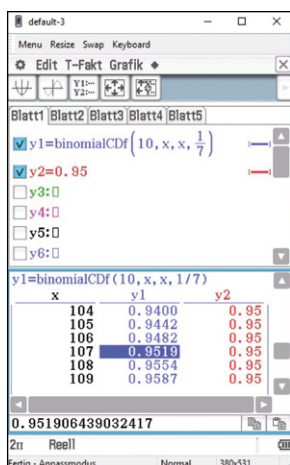 default-3
Menu Resize Swap Keyboard
Edit T-Fakt Grafik
Y1:···
Y2:···
Blatt1 Blatt2 Blatt3 Blatt4 Blatt5
y1=binomialCDf(10, x, x, 1/7)
y2=0.95
y3:
y4:
y5:
y6:
y1=binomialCDf(10, x, x, 1/7)
x y1 y2
104 0.9400 0.95
105 0.9442 0.95
106 0.9482 0.95
107 0.9519 0.95
108 0.9554 0.95
109 0.9587 0.95
0.951906439032417
2π Reell
Fertig - Anpassmodus Normal 380x531